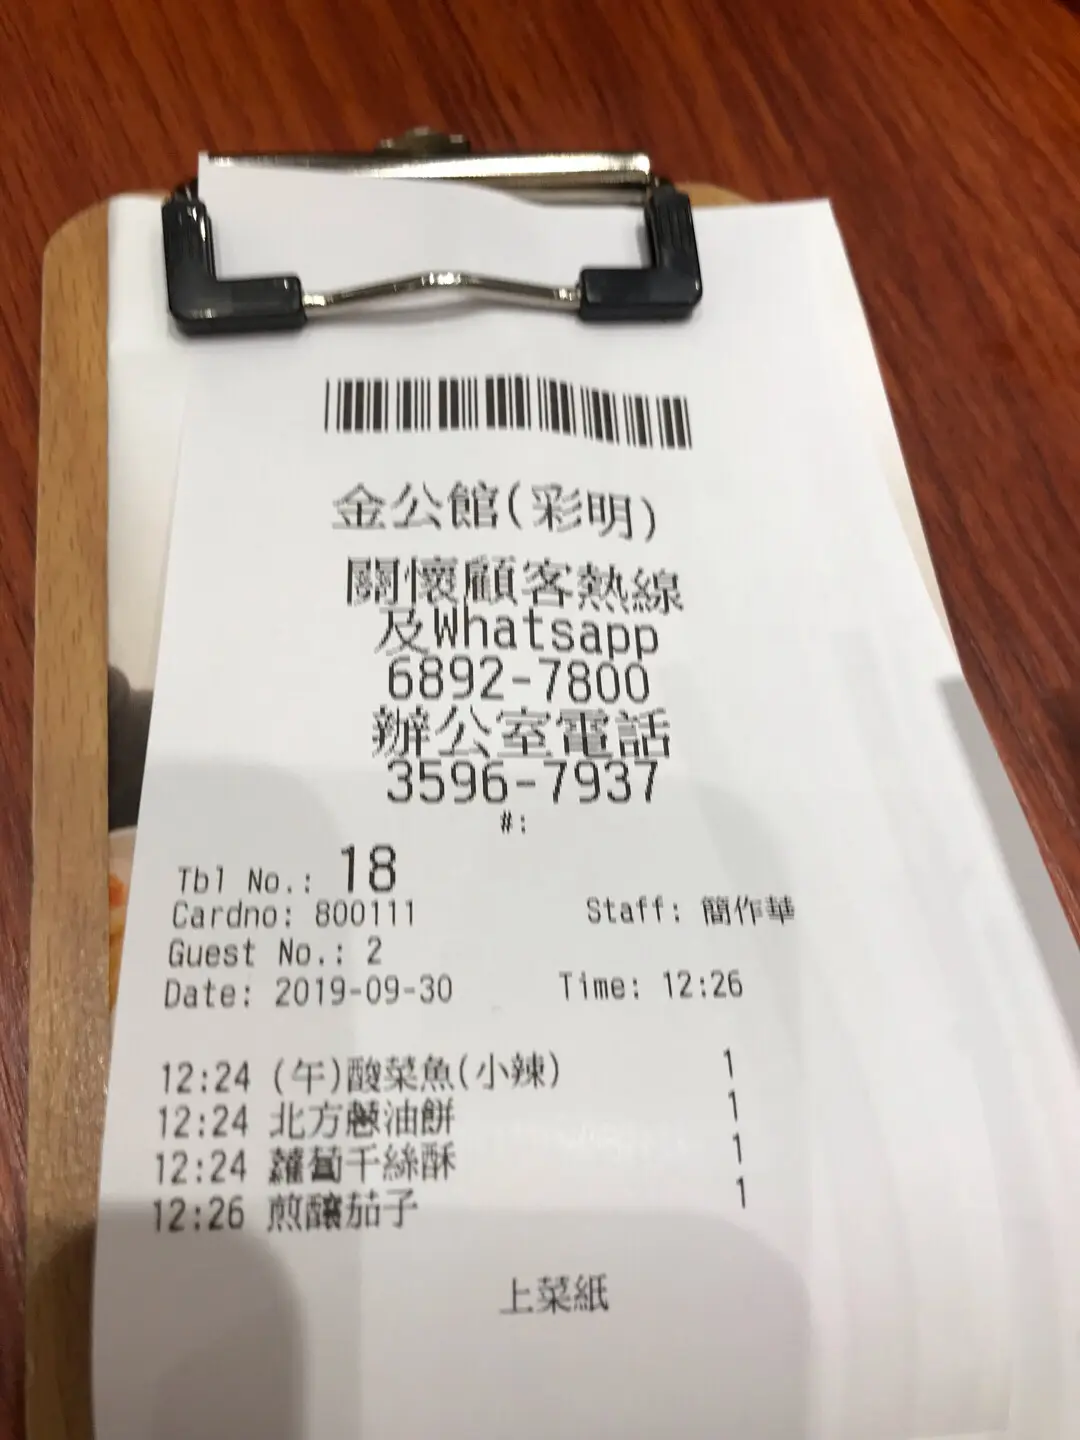 金公館(彩明)
關懷顧客熱線
及Whatsapp
6892-7800
辦公室電話
3596-7937
#:
Tbl No.: 18
Cardno: 800111 Staff: 簡作華
Guest No.: 2
Date: 2019-09-30 Time: 12:26
12:24 (午)酸菜魚(小辣) 1
12:24 北方蔥油餅 1
12:24 蘿蔔千絲酥 1
12:26 煎釀茄子 1
上菜紙